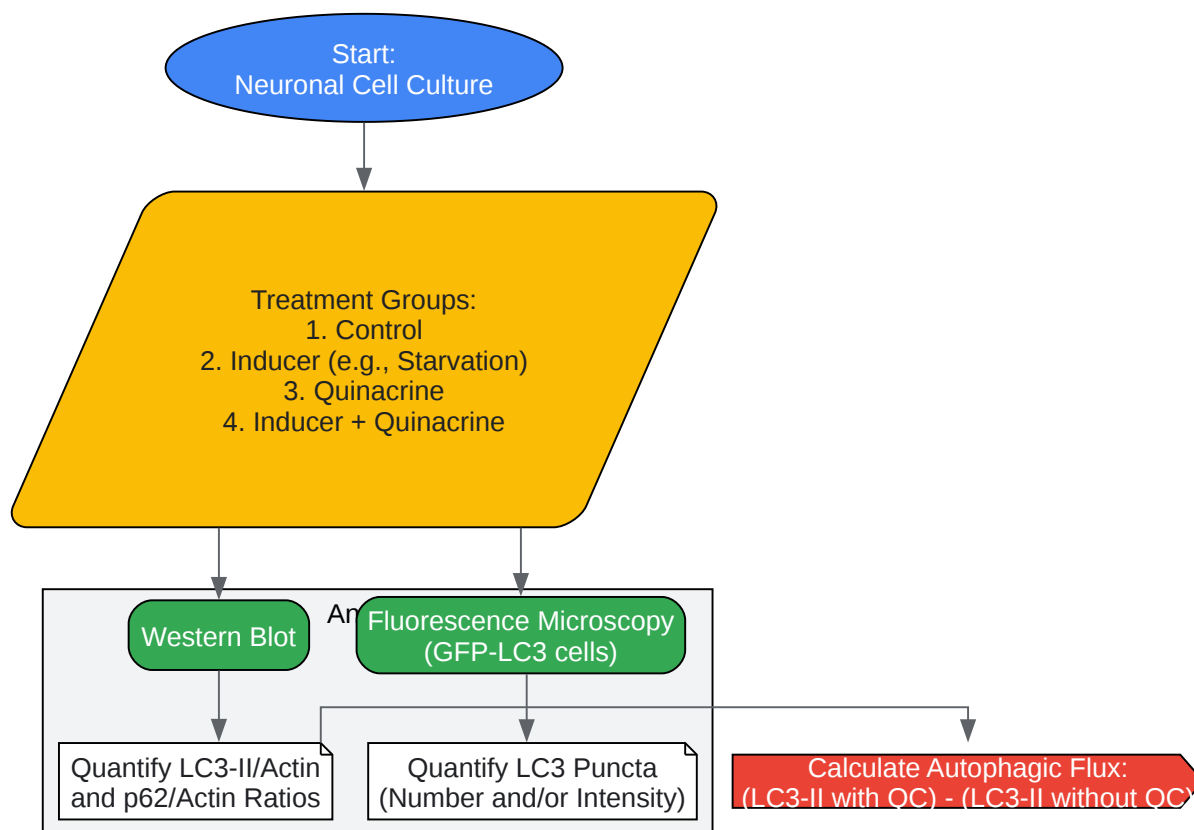 Start:
Neuronal Cell Culture
Treatment Groups:
1. Control
2. Inducer (e.g., Starvation)
3. Quinacrine
4. Inducer + Quinacrine
Western Blot
Fluorescence Microscopy
(GFP-LC3 cells)
Quantify LC3-II/Actin
and p62/Actin Ratios
Quantify LC3 Puncta
(Number and/or Intensity)
Calculate Autophagic Flux:
(LC3-II with QC) - (LC3-II without QC)